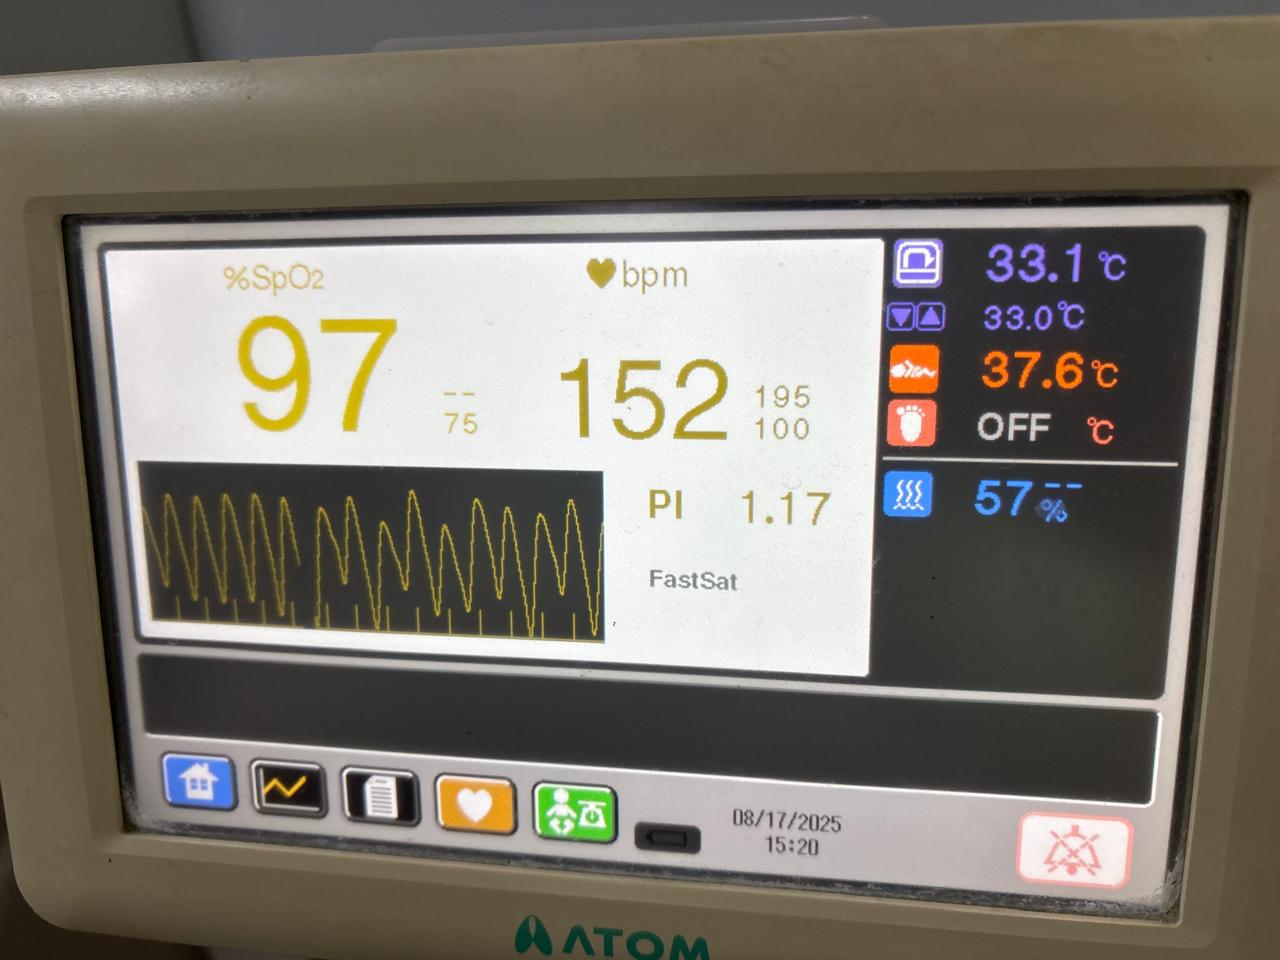 %SpO2
97
--
75
bpm
152
195
100
PI 1.17
FastSat
33.1 ℃
33.0℃
37.6℃
OFF ℃
57 -- %
08/17/2025
15:20
ATOM